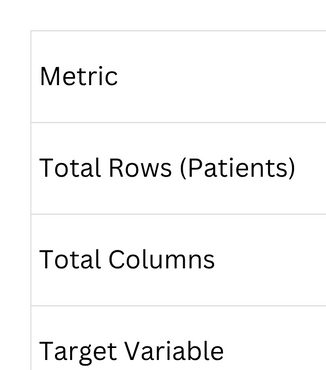 Metric
Total Rows (Patients)
Total Columns
Target Variable